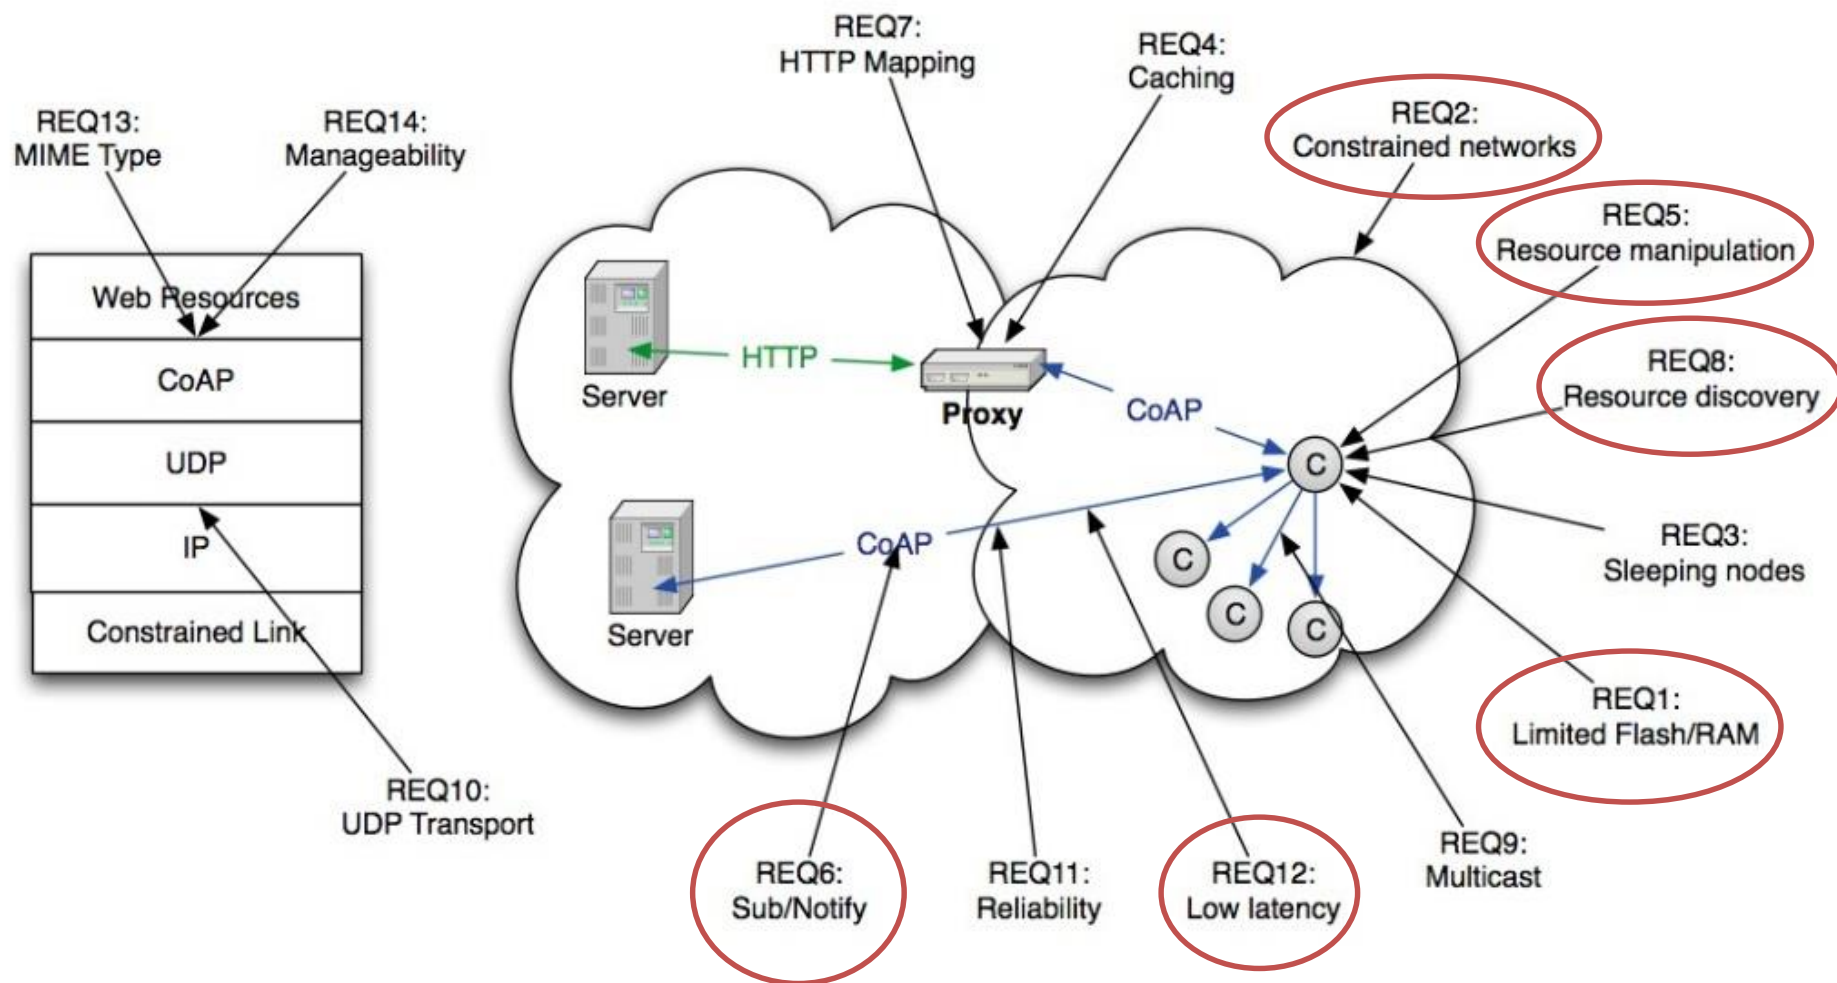 REQ7:
HTTP Mapping
REQ4:
Caching
REQ2:
Constrained networks
REQ13:
MIME Type
REQ14:
Manageability
REQ5:
Resource manipulation
Web Resources
CoAP
UDP
IP
Constrained Link
Server
HTTP
Proxy
CoAP
REQ8:
Resource discovery
C
CoAP
Server
C
C
C
REQ3:
Sleeping nodes
REQ1:
Limited Flash/RAM
REQ10:
UDP Transport
REQ6:
Sub/Notify
REQ11:
Reliability
REQ12:
Low latency
REQ9:
Multicast